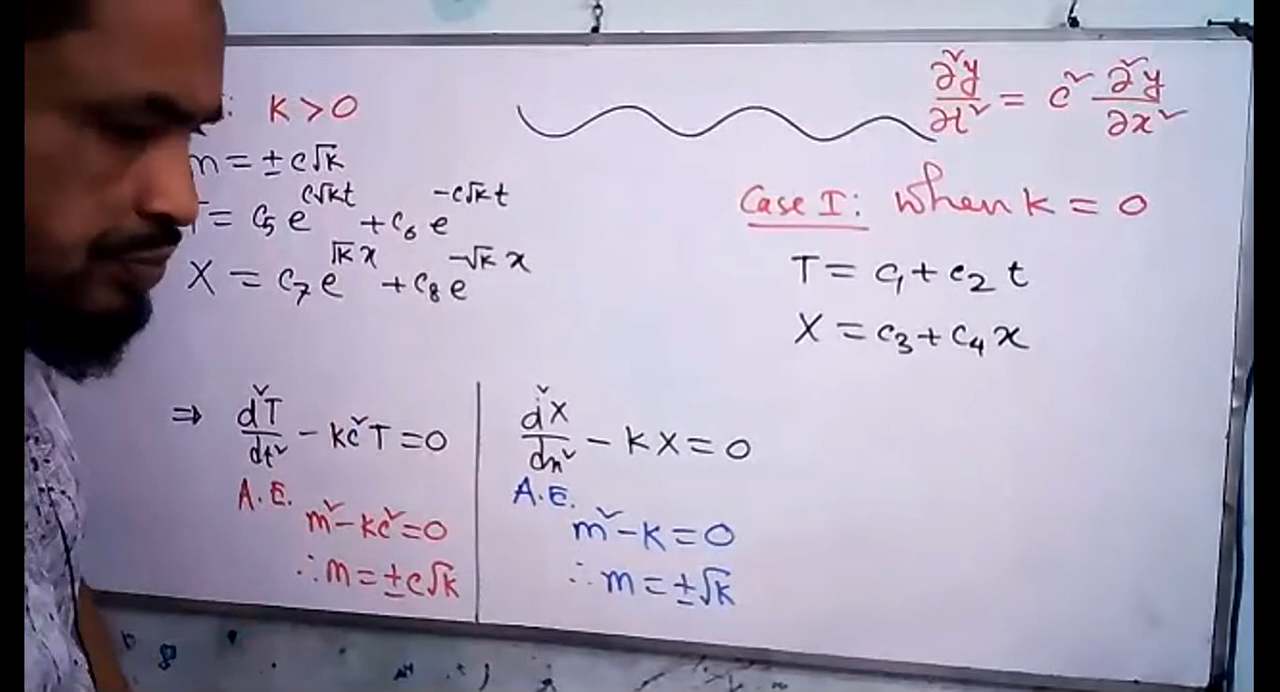 : K > 0
m = ± c√k
T = c₅ e^{c√k t} + c₆ e^{-c√k t}
X = c₇ e^{√k x} + c₈ e^{-√k x}
∂²y/∂t² = c² ∂²y/∂x²
Case I: when k = 0
T = c₁ + c₂ t
X = c₃ + c₄ x
⇒ d²T/dt² - kc²T = 0
A.E.
m² - kc² = 0
∴ m = ± c√k
d²X/dx² - k X = 0
A.E.
m² - k = 0
∴ m = ± √k